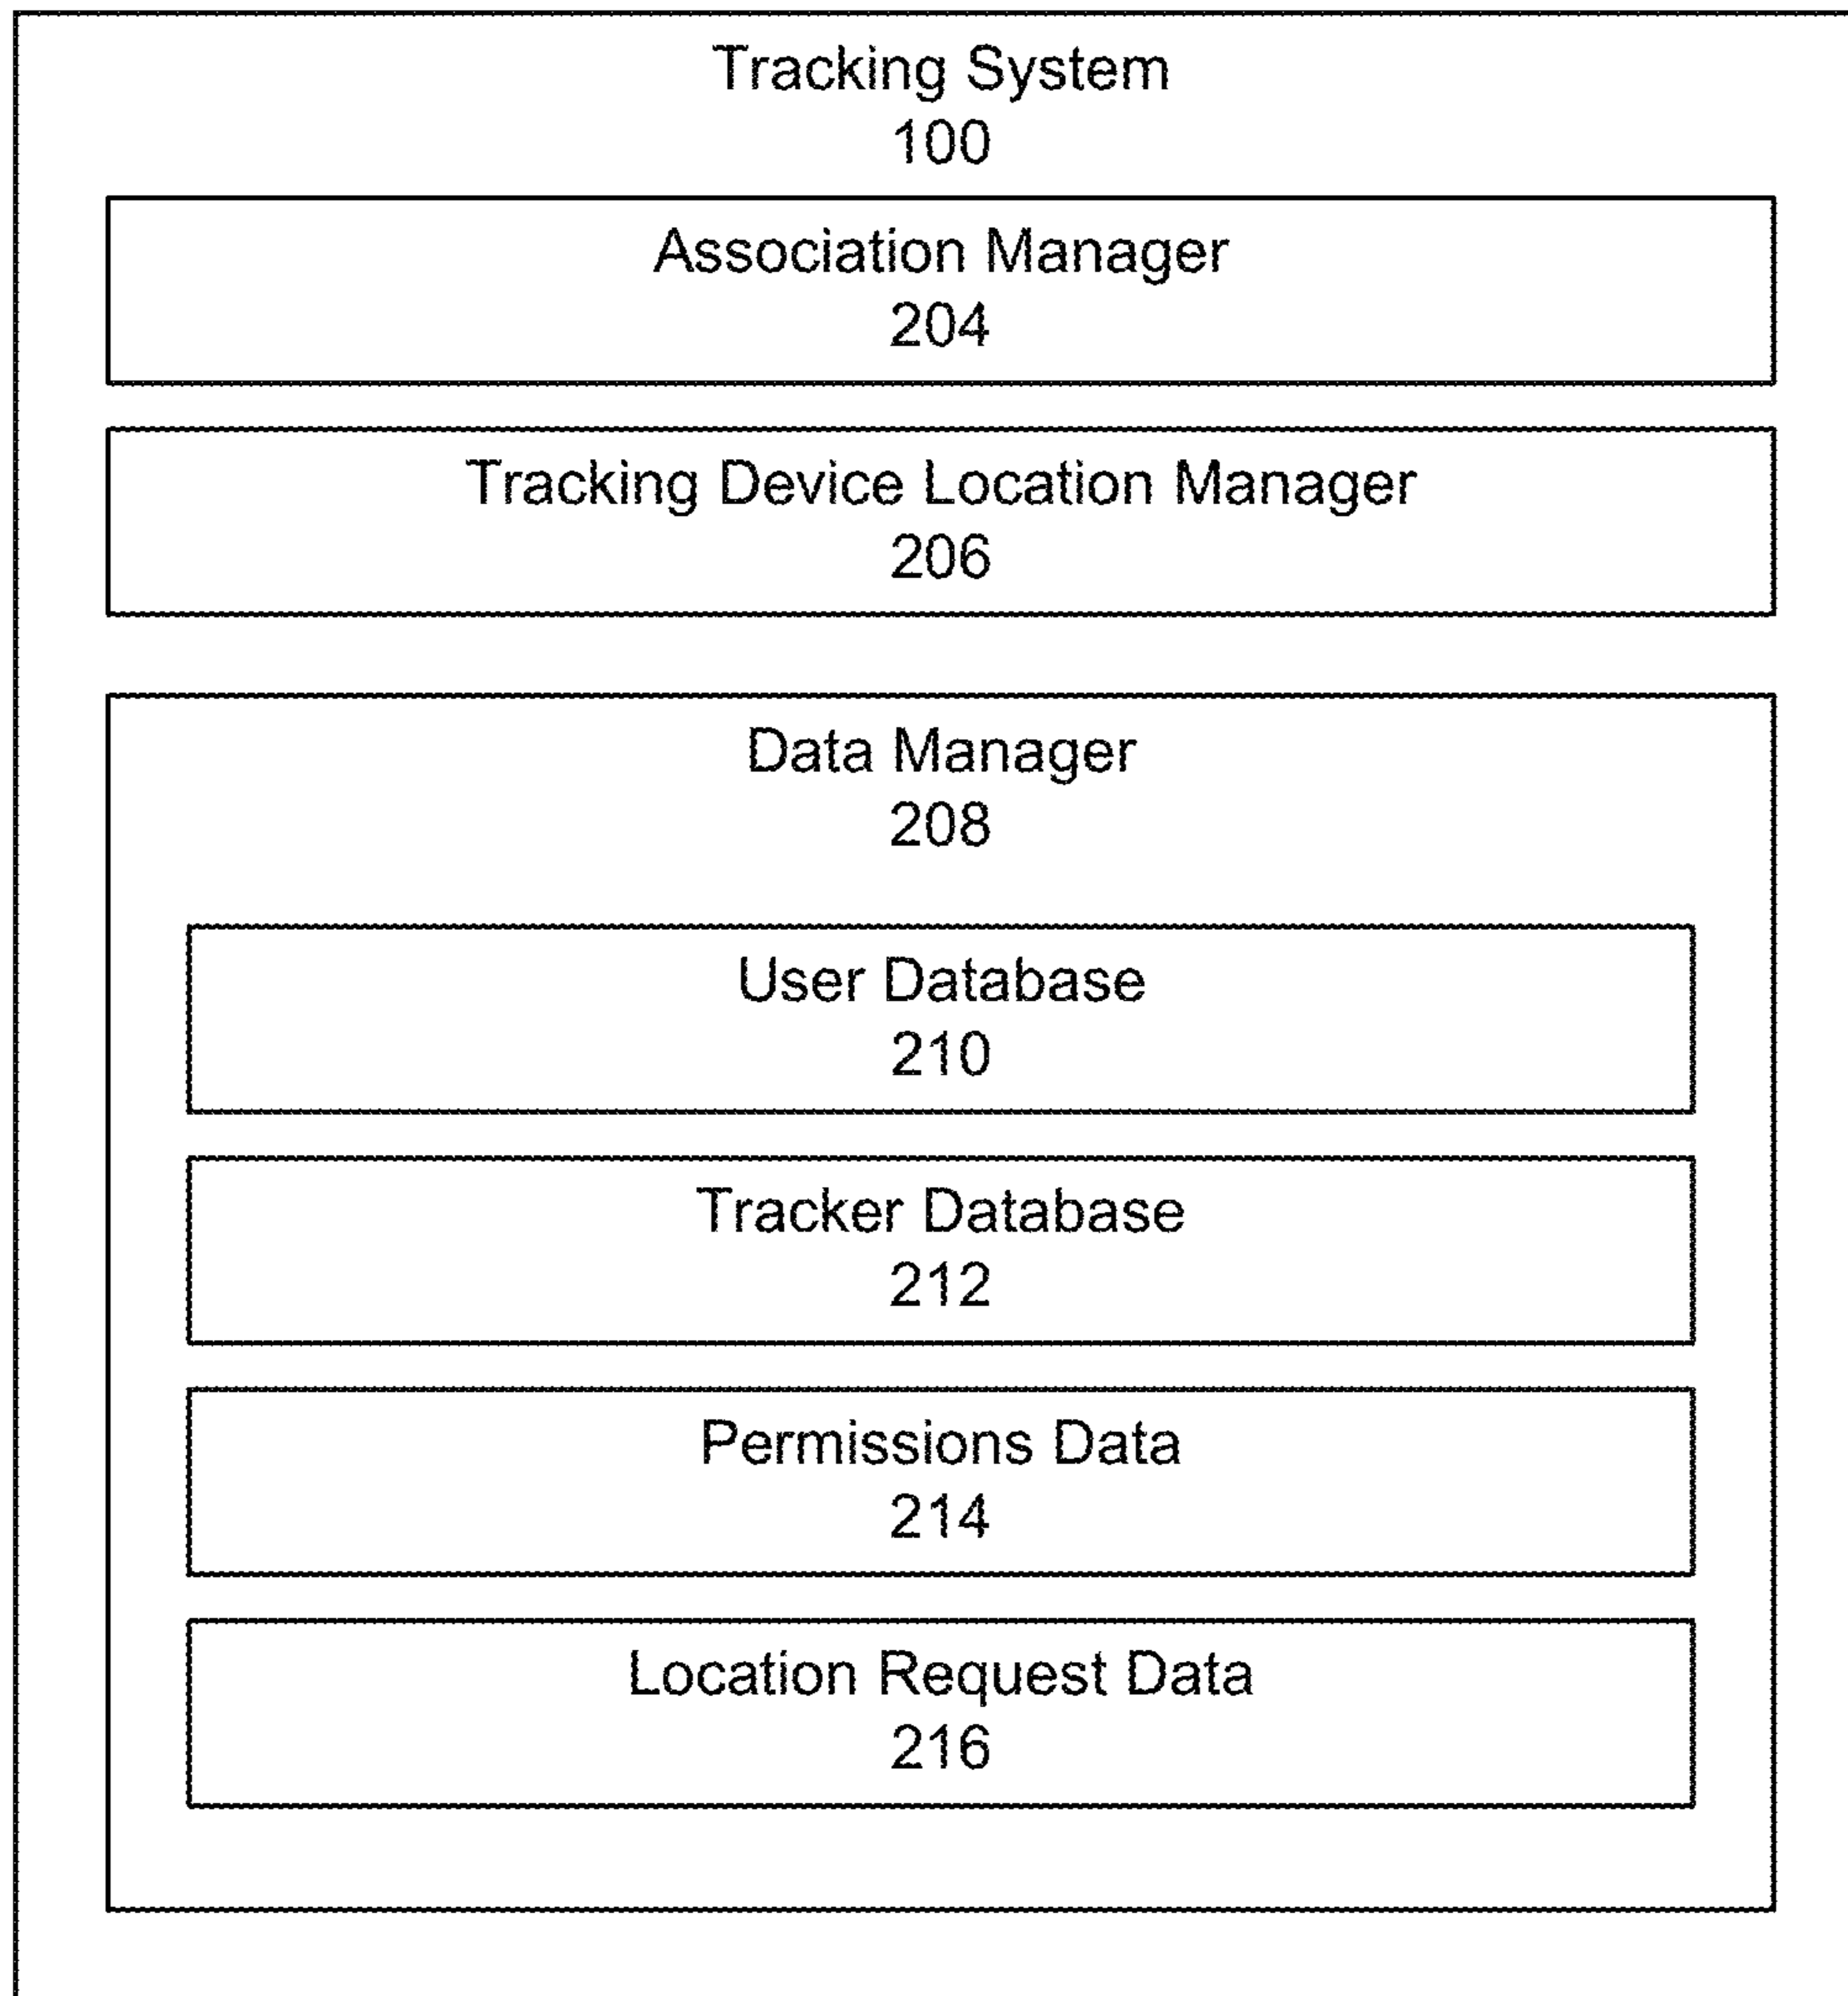 Tracking System
100
Association Manager
204
Tracking Device Location Manager
206
Data Manager
208
User Database
210
Tracker Database
212
Permissions Data
214
Location Request Data
216